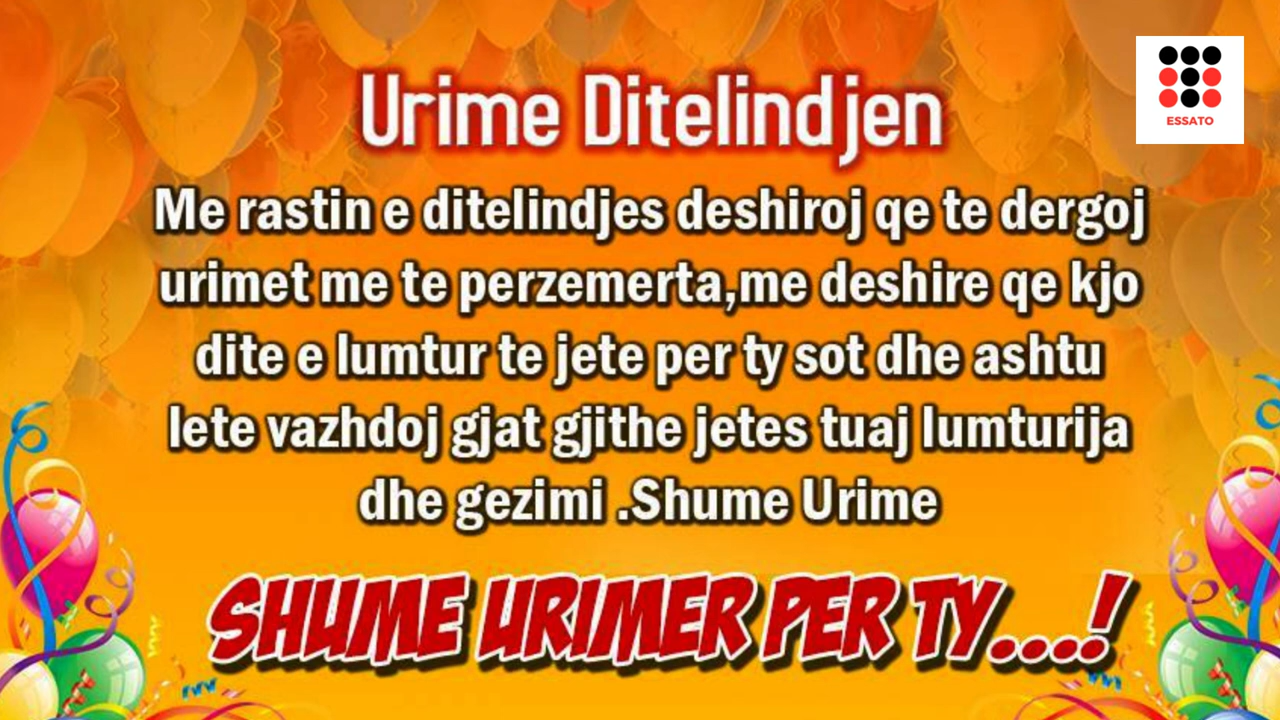 Urime Ditelindjen
ESSATO
Me rastin e ditelindjes deshiroj qe te dergoj
urimet me te perzemerta,me deshire qe kjo
dite e lumtur te jete per ty sot dhe ashtu
lete vazhdoj gjat gjithe jetes tuaj lumturija
dhe gezimi .Shume Urime
SHUME URIMER PER TY...!